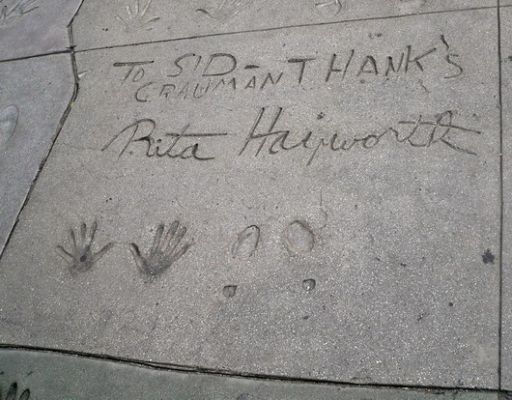 TO SID - THANK'S
GRAUMAN
Rita Hayworth